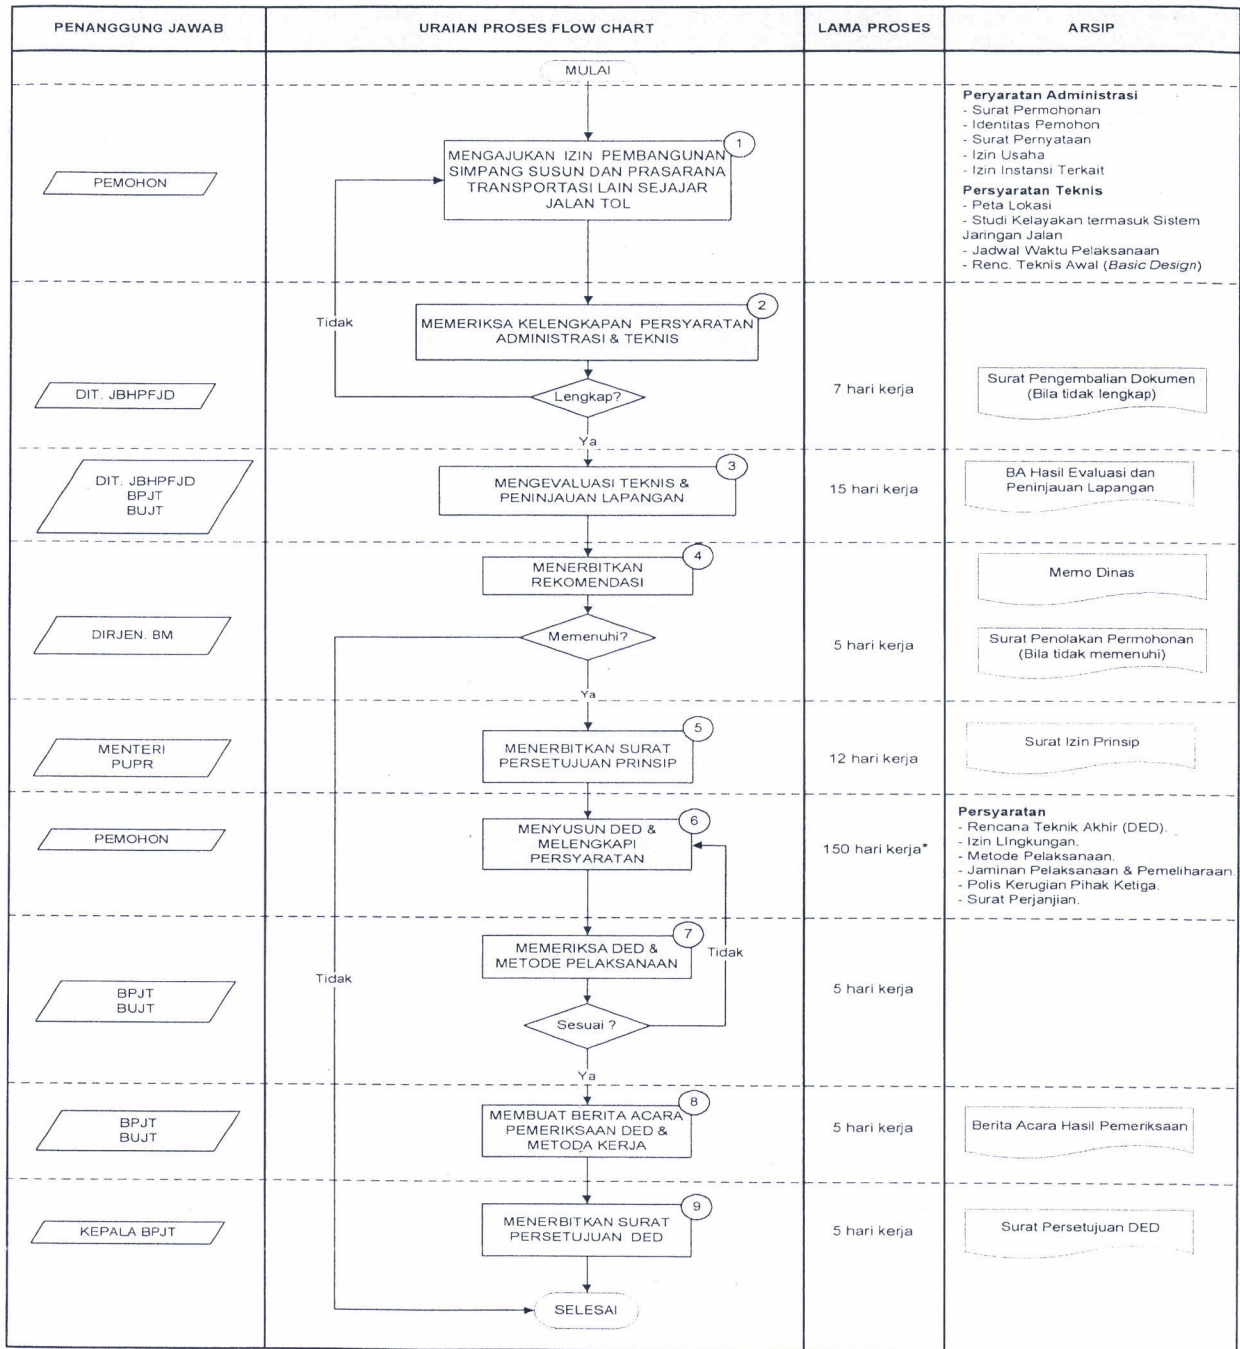 PENANGGUNG JAWAB
URAIAN PROSES FLOW CHART
LAMA PROSES
ARSIP
MULAI
PEMOHON
1
MENGAJUKAN IZIN PEMBANGUNAN
SIMPANG SUSUN DAN PRASARANA
TRANSPORTASI LAIN SEJAJAR
JALAN TOL
Peryaratan Administrasi
- Surat Permohonan
- Identitas Pemohon
- Surat Pernyataan
- Izin Usaha
- Izin Instansi Terkait
Persyaratan Teknis
- Peta Lokasi
- Studi Kelayakan termasuk Sistem
Jaringan Jalan
- Jadwal Waktu Pelaksanaan
- Renc. Teknis Awal (Basic Design)
DIT. JBHPFJD
2
Tidak
MEMERIKSA KELENGKAPAN PERSYARATAN
ADMINISTRASI & TEKNIS
Lengkap?
Ya
7 hari kerja
Surat Pengembalian Dokumen
(Bila tidak lengkap)
DIT. JBHPFJD
BPJT
BUJT
3
MENGEVALUASI TEKNIS &
PENINJAUAN LAPANGAN
15 hari kerja
BA Hasil Evaluasi dan
Peninjauan Lapangan
DIRJEN. BM
4
MENERBITKAN
REKOMENDASI
Memenuhi?
Ya
5 hari kerja
Memo Dinas
Surat Penolakan Permohonan
(Bila tidak memenuhi)
MENTERI
PUPR
5
MENERBITKAN SURAT
PERSETUJUAN PRINSIP
12 hari kerja
Surat Izin Prinsip
PEMOHON
6
MENYUSUN DED &
MELENGKAPI
PERSYARATAN
150 hari kerja*
Persyaratan
- Rencana Teknik Akhir (DED).
- Izin LIngkungan.
- Metode Pelaksanaan.
- Jaminan Pelaksanaan & Pemeliharaan.
- Polis Kerugian Pihak Ketiga.
- Surat Perjanjian.
BPJT
BUJT
7
MEMERIKSA DED &
METODE PELAKSANAAN
Tidak
Tidak
Sesuai ?
Ya
5 hari kerja
BPJT
BUJT
8
MEMBUAT BERITA ACARA
PEMERIKSAAN DED &
METODA KERJA
5 hari kerja
Berita Acara Hasil Pemeriksaan
KEPALA BPJT
9
MENERBITKAN SURAT
PERSETUJUAN DED
5 hari kerja
Surat Persetujuan DED
SELESAI